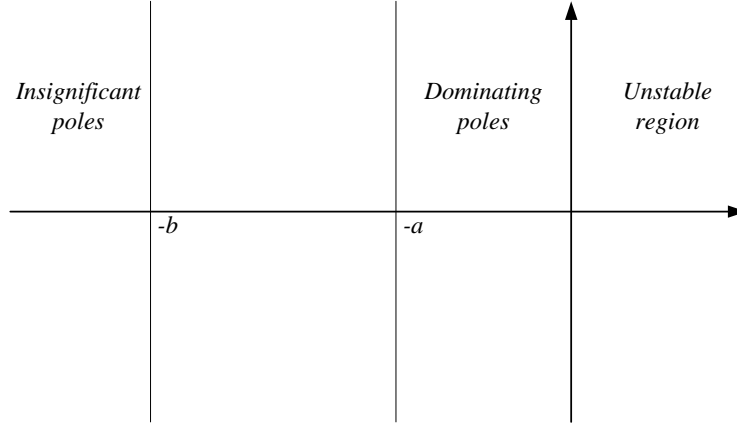 Insignificant
poles
Dominating
poles
Unstable
region
-b
-a